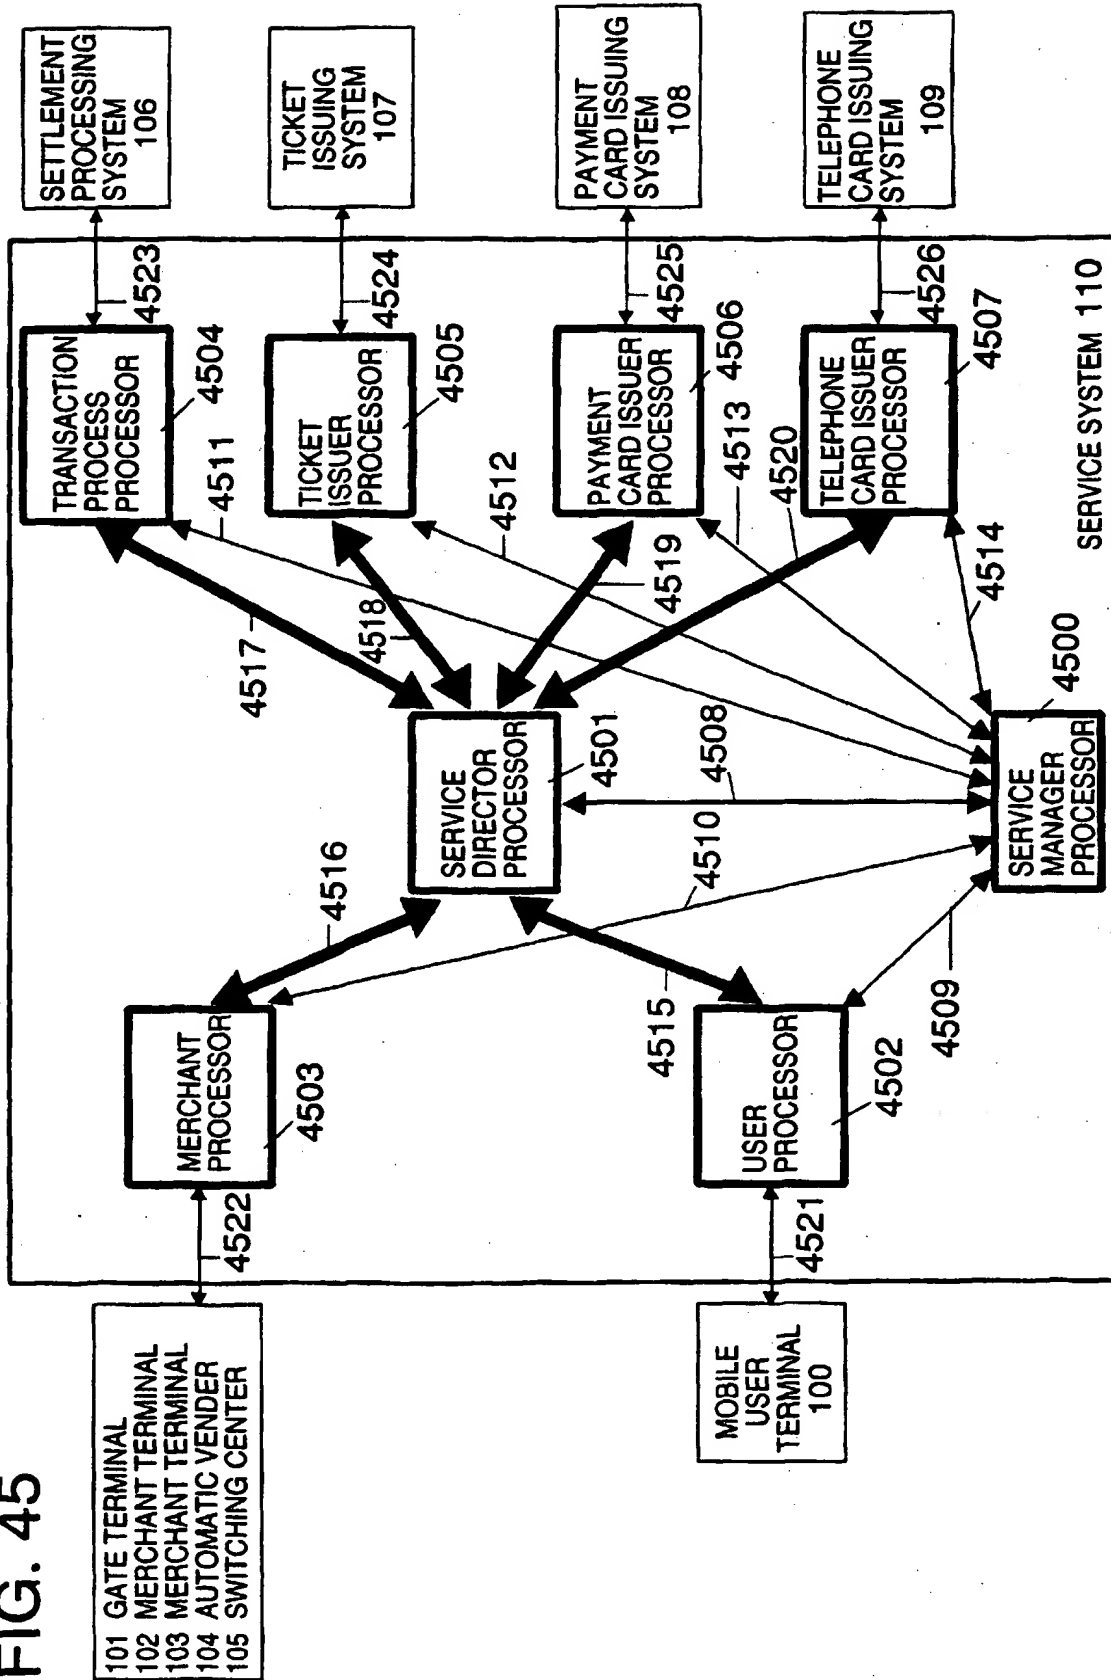 FIG. 45
101 GATE TERMINAL
102 MERCHANT TERMINAL
103 MERCHANT TERMINAL
104 AUTOMATIC VENDER
105 SWITCHING CENTER
MOBILE
USER
TERMINAL
100
4522
4521
MERCHANT
PROCESSOR
4503
USER
PROCESSOR
4502
4516
4515
4510
4509
SERVICE
DIRECTOR
PROCESSOR
4501
4508
SERVICE
MANAGER
PROCESSOR
4500
4517
4518
4519
4520
4511
4512
4513
4514
TRANSACTION
PROCESS
PROCESSOR
4504
TICKET
ISSUER
PROCESSOR
4505
PAYMENT
CARD ISSUER
PROCESSOR
4506
TELEPHONE
CARD ISSUER
PROCESSOR
4507
4523
4524
4525
4526
SERVICE SYSTEM 110
SETTLEMENT
PROCESSING
SYSTEM
106
TICKET
ISSUING
SYSTEM
107
PAYMENT
CARD ISSUING
SYSTEM
108
TELEPHONE
CARD ISSUING
SYSTEM
109